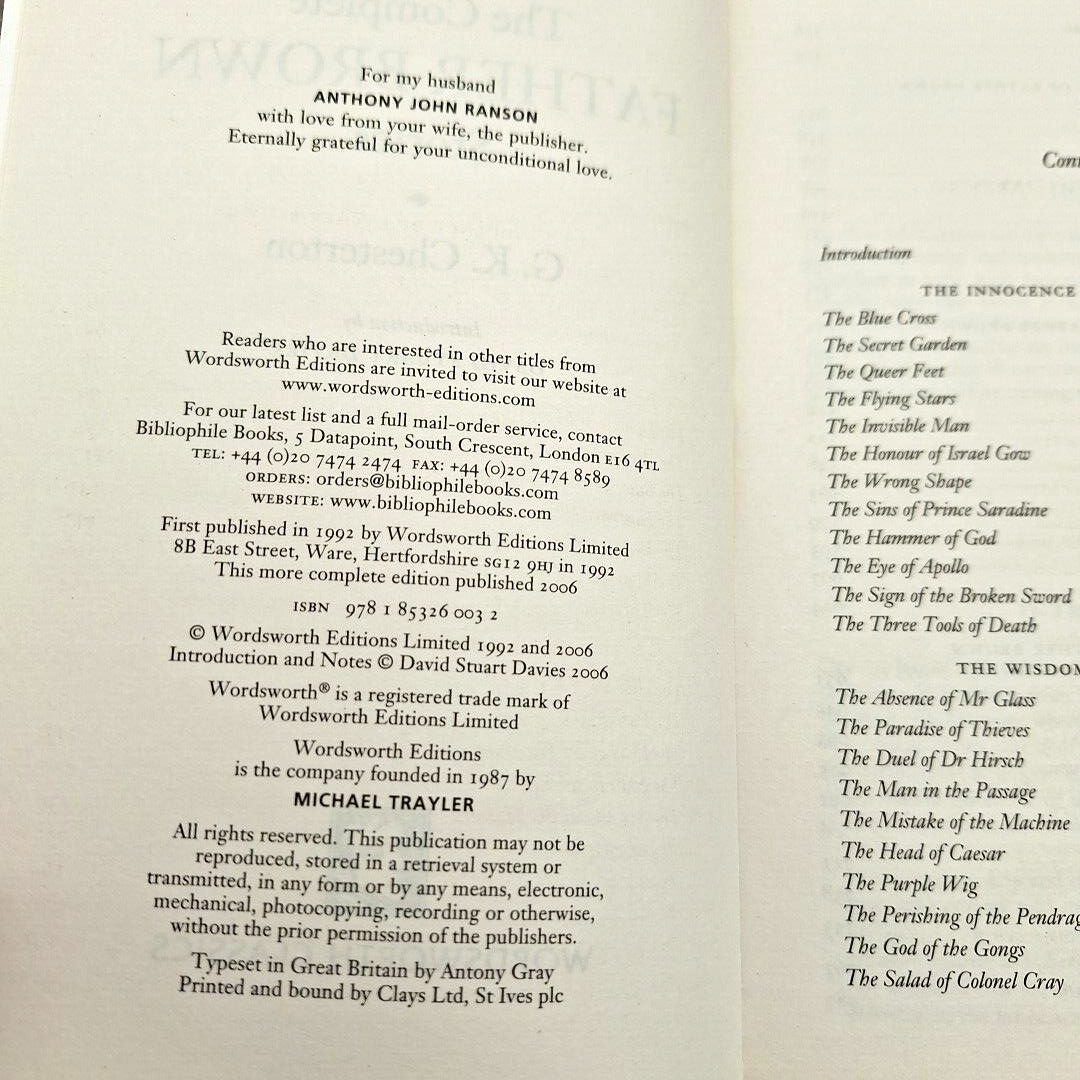 For my husband
ANTHONY JOHN RANSON
with love from your wife, the publisher.
Eternally grateful for your unconditional love.
Readers who are interested in other titles from
Wordsworth Editions are invited to visit our website at
www.wordsworth-editions.com
For our latest list and a full mail-order service, contact
Bibliophile Books, 5 Datapoint, South Crescent, London E16 4TL
TEL: +44 (0)20 7474 2474 FAX: +44 (0)20 7474 8589
ORDERS: orders@bibliophilebooks.com
WEBSITE: www.bibliophilebooks.com
First published in 1992 by Wordsworth Editions Limited
8B East Street, Ware, Hertfordshire SG12 9HJ in 1992
This more complete edition published 2006
ISBN 978 1 85326 003 2
© Wordsworth Editions Limited 1992 and 2006
Introduction and Notes © David Stuart Davies 2006
Wordsworth® is a registered trade mark of
Wordsworth Editions Limited
Wordsworth Editions
is the company founded in 1987 by
MICHAEL TRAYLER
All rights reserved. This publication may not be
reproduced, stored in a retrieval system or
transmitted, in any form or by any means, electronic,
mechanical, photocopying, recording or otherwise,
without the prior permission of the publishers.
Typeset in Great Britain by Antony Gray
Printed and bound by Clays Ltd, St Ives plc
Cont
Introduction
THE INNOCENCE
The Blue Cross
The Secret Garden
The Queer Feet
The Flying Stars
The Invisible Man
The Honour of Israel Gow
The Wrong Shape
The Sins of Prince Saradine
The Hammer of God
The Eye of Apollo
The Sign of the Broken Sword
The Three Tools of Death
THE WISDOM
The Absence of Mr Glass
The Paradise of Thieves
The Duel of Dr Hirsch
The Man in the Passage
The Mistake of the Machine
The Head of Caesar
The Purple Wig
The Perishing of the Pendrag
The God of the Gongs
The Salad of Colonel Cray